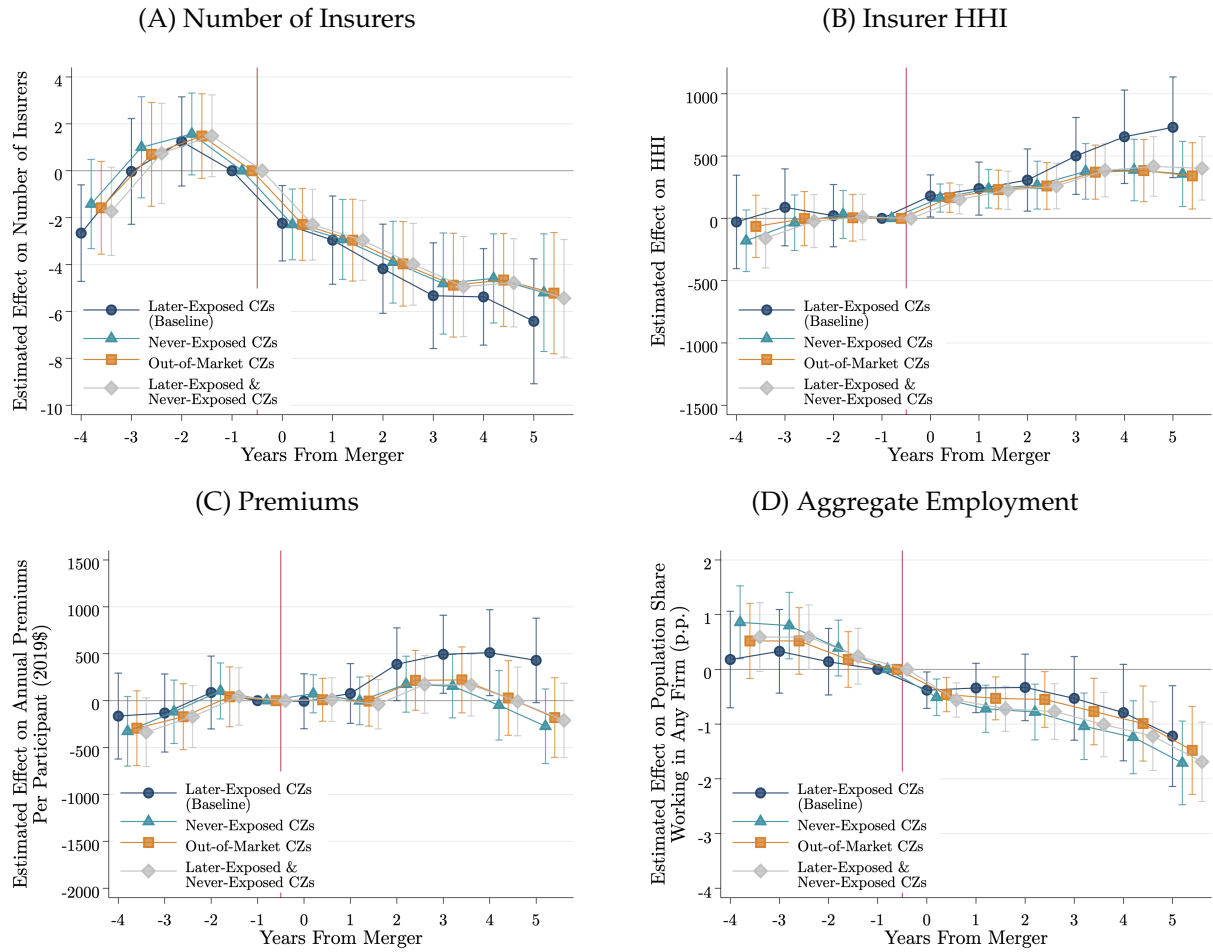 (A) Number of Insurers
Estimated Effect on Number of Insurers
4
2
0
-2
-4
-6
-8
-10
Later-Exposed CZs
(Baseline)
Never-Exposed CZs
Out-of-Market CZs
Later-Exposed &
Never-Exposed CZs
-4 -3 -2 -1 0 1 2 3 4 5
Years From Merger
(B) Insurer HHI
Estimated Effect on HHI
1000
500
0
-500
-1000
-1500
Later-Exposed CZs
(Baseline)
Never-Exposed CZs
Out-of-Market CZs
Later-Exposed &
Never-Exposed CZs
-4 -3 -2 -1 0 1 2 3 4 5
Years From Merger
(C) Premiums
Estimated Effect on Annual Premiums
Per Participant (2019$)
1500
1000
500
0
-500
-1000
-1500
-2000
Later-Exposed CZs
(Baseline)
Never-Exposed CZs
Out-of-Market CZs
Later-Exposed &
Never-Exposed CZs
-4 -3 -2 -1 0 1 2 3 4 5
Years From Merger
(D) Aggregate Employment
Estimated Effect on Population Share
Working in Any Firm (p.p.)
2
1
0
-1
-2
-3
-4
Later-Exposed CZs
(Baseline)
Never-Exposed CZs
Out-of-Market CZs
Later-Exposed &
Never-Exposed CZs
-4 -3 -2 -1 0 1 2 3 4 5
Years From Merger